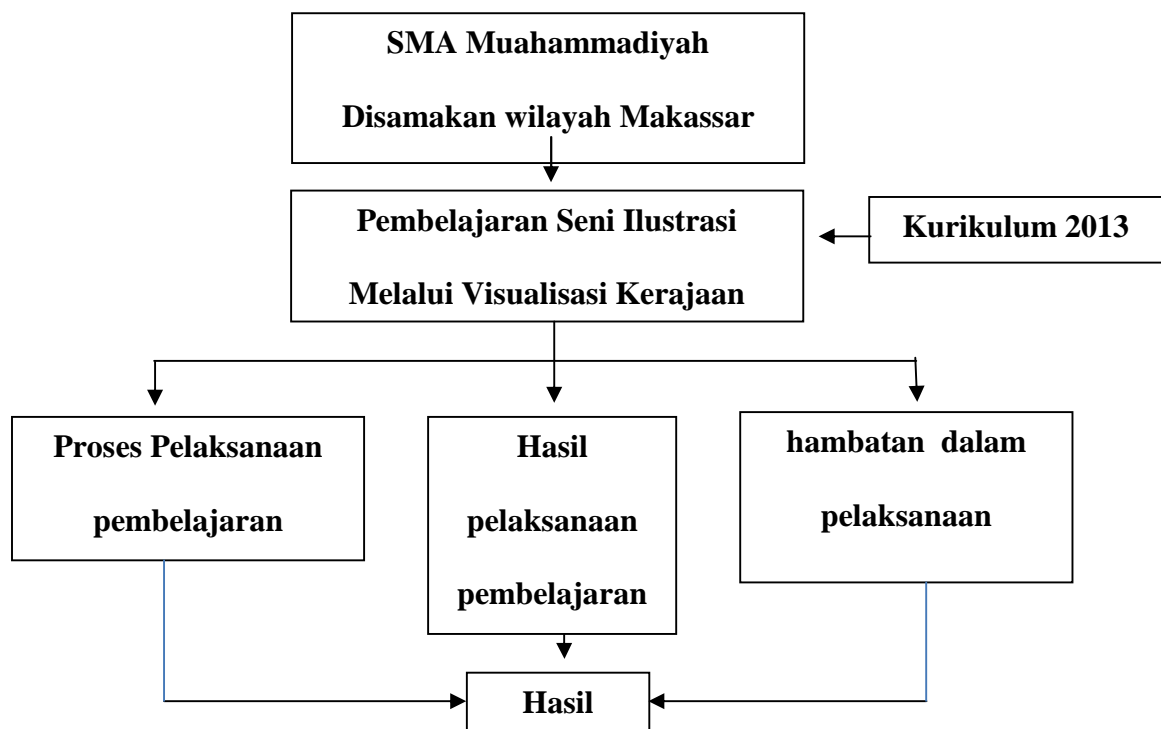 SMA Muahammadiyah
Disamakan wilayah Makassar
Pembelajaran Seni Ilustrasi
Melalui Visualisasi Kerajaan
Kurikulum 2013
Proses Pelaksanaan
pembelajaran
Hasil
pelaksanaan
pembelajaran
hambatan dalam
pelaksanaan
Hasil